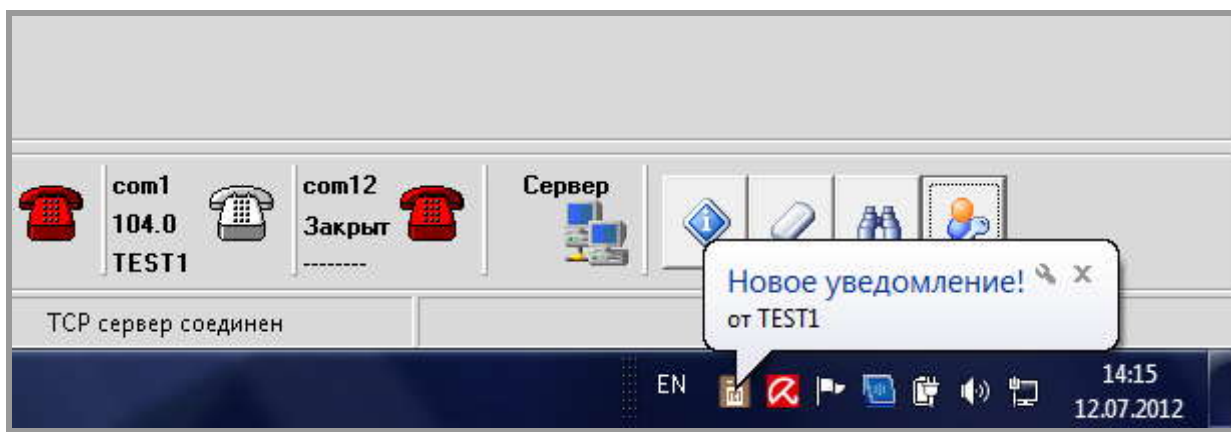 com1
104.0
TEST1
com12
Закрыт
--------
Сервер
Новое уведомление!
от TEST1
TCP сервер соединен
EN
14:15
12.07.2012